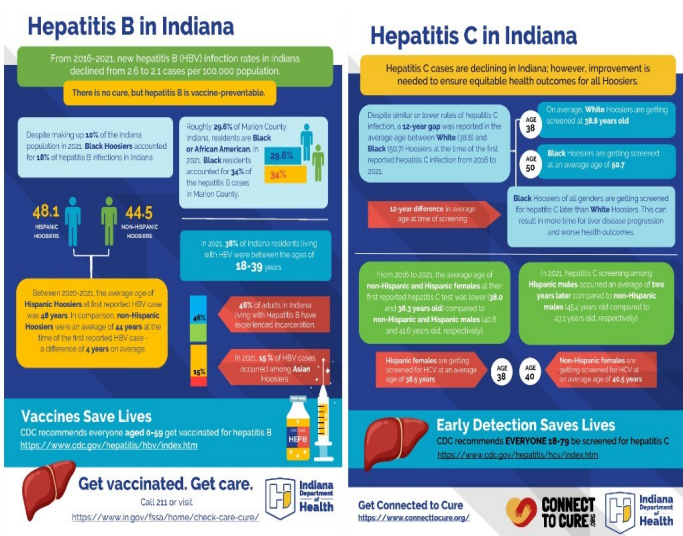 Hepatitis B in Indiana
From 2016-2021, new hepatitis B (HBV) infection rates in Indiana
declined from 2.6 to 2.1 cases per 100,000 population.
There is no cure, but hepatitis B is vaccine-preventable.
Despite making up 10% of the Indiana
population in 2021, Black Hoosiers accounted
for 18% of hepatitis B infections in Indiana.
Roughly 29.6% of Marion County,
Indiana, residents are Black
or African American. In
2021, Black residents
accounted for 34% of
the hepatitis B cases
in Marion County.
29.6%
34%
48.1
HISPANIC
HOOSIERS
44.5
NON-HISPANIC
HOOSIERS
In 2021, 38% of Indiana residents living
with HBV were between the ages of
18-39 years.
Between 2020-2021, the average age of
Hispanic Hoosiers at first reported HBV case
was 48 years. In comparison, non-Hispanic
Hoosiers were an average of 44 years at the
time of the first reported HBV case -
a difference of 4 years on average.
46%
46% of adults in Indiana
living with Hepatitis B have
experienced incarceration.
15%
In 2021, 15% of HBV cases
occurred among Asian
Hoosiers.
Vaccines Save Lives
CDC recommends everyone aged 0-59 get vaccinated for hepatitis B
https://www.cdc.gov/hepatitis/hbv/index.htm
HEP B
Get vaccinated. Get care.
Call 211 or visit
https://www.in.gov/fssa/home/check-care-cure/
Indiana
Department
of
Health
Hepatitis C in Indiana
Hepatitis C cases are declining in Indiana; however, improvement is
needed to ensure equitable health outcomes for all Hoosiers.
Despite similar or lower rates of hepatitis C
infection, a 12-year gap was reported in the
average age between White (38.8) and
Black (50.7) Hoosiers at the time of the first
reported hepatitis C infection from 2016 to
2021.
AGE
38
On average, White Hoosiers are getting
screened at 38.8 years old
AGE
50
Black Hoosiers are getting screened
at an average age of 50.7
12-year difference in average
age at time of screening
Black Hoosiers of all genders are getting screened
for hepatitis C later than White Hoosiers. This can
result in more time for liver disease progression
and worse health outcomes.
From 2016 to 2021, the average age of
non-Hispanic and Hispanic females at their
first reported hepatitis C test was lower (38.0
and 38.3 years old) compared to
non-Hispanic and Hispanic males (40.8
and 41.6 years old, respectively).
In 2021, hepatitis C screening among
Hispanic males occurred an average of two
years later compared to non-Hispanic
males (45.4 years old compared to
43.1 years old, respectively).
Hispanic females are getting
screened for HCV at an average
age of 38.5 years
AGE
38
AGE
40
Non-Hispanic females are
getting screened for HCV at
an average age of 40.5 years
Early Detection Saves Lives
CDC recommends EVERYONE 18-79 be screened for hepatitis C
https://www.cdc.gov/hepatitis/hcv/index.htm
Get Connected to Cure
https://www.connecttocure.org/
CONNECT
TO CURE.ORG
Indiana
Department
of
Health